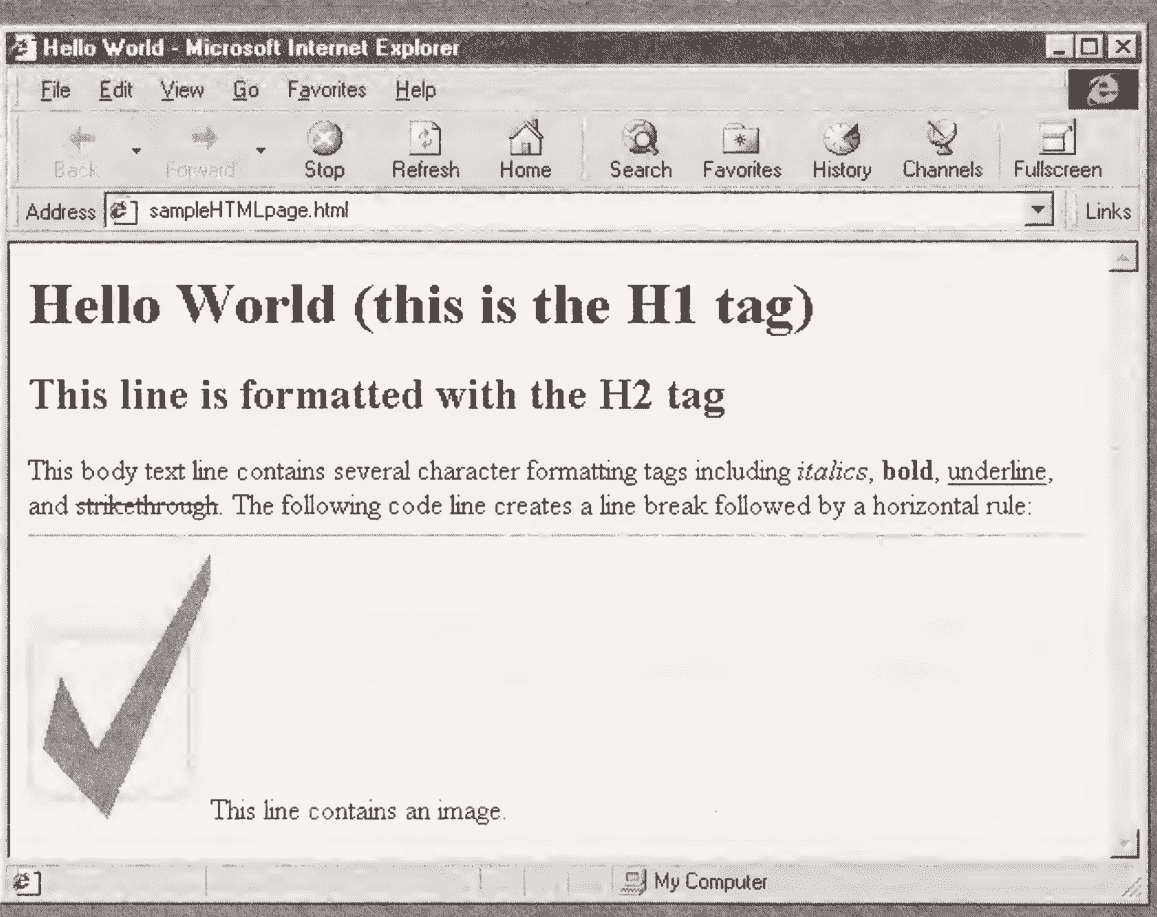 Hello World - Microsoft Internet Explorer
File Edit View Go Favorites Help
Back Forward Stop Refresh Home Search Favorites History Channels Fullscreen
Address sampleHTMLpage.html Links
Hello World (this is the H1 tag)
This line is formatted with the H2 tag
This body text line contains several character formatting tags including italics, bold, underline,
and strikethrough. The following code line creates a line break followed by a horizontal rule:
This line contains an image.
My Computer